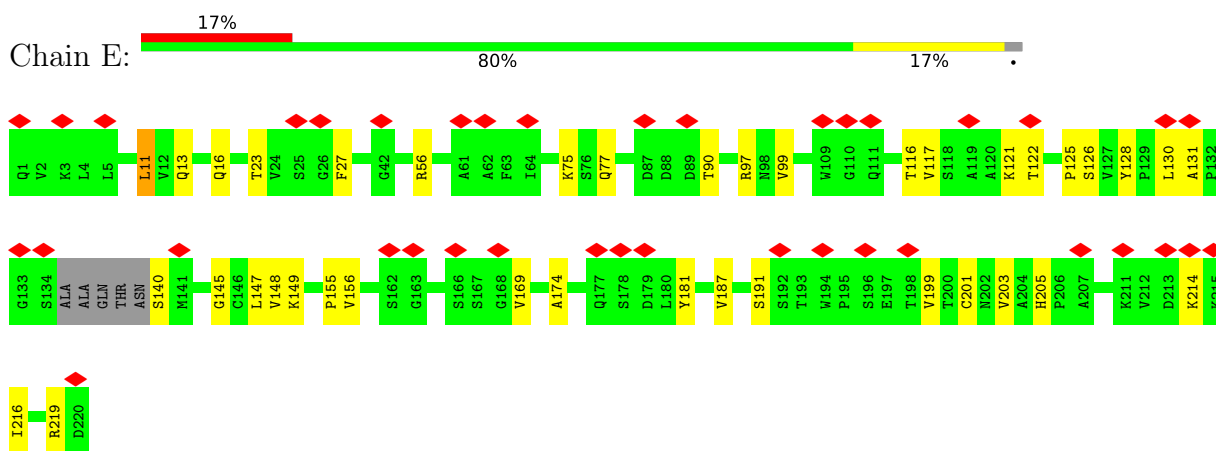 17%
Chain E:
80% 17% •
Q1 V2 K3 L4 L5 L11 V12 Q13 Q16 T23 V24 S25 G26 F27 G42 R56 A61 A62 F63 I64 K75 S76 Q77 D87 D88 D89 T90 R97 N98 V99 W109 G110 Q111 T116 V117 S118 A119 A120 K121 T122 P125 S126 V127 Y128 P129 L130 A131 P132
G133 S134 ALA ALA GLN THR ASN S140 M141 G145 C146 L147 V148 K149 P155 V156 S162 G163 S166 S167 G168 V169 A174 Q177 S178 D179 L180 Y181 V187 S191 S192 T193 W194 P195 S196 E197 T198 V199 T200 C201 N202 V203 A204 H205 P206 A207 K211 V212 D213 K214 K215
I216 R219 D220